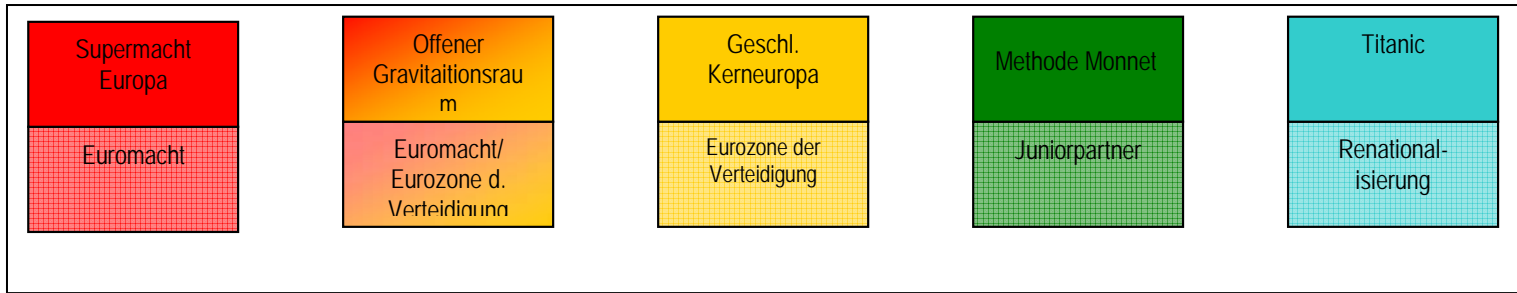 Supermacht
Europa
Euromacht
Offener
Gravitaitionsrau
m
Euromacht/
Eurozone d.
Verteidigung
Geschl.
Kerneuropa
Eurozone der
Verteidigung
Methode Monnet
Juniorpartner
Titanic
Renational-
isierung